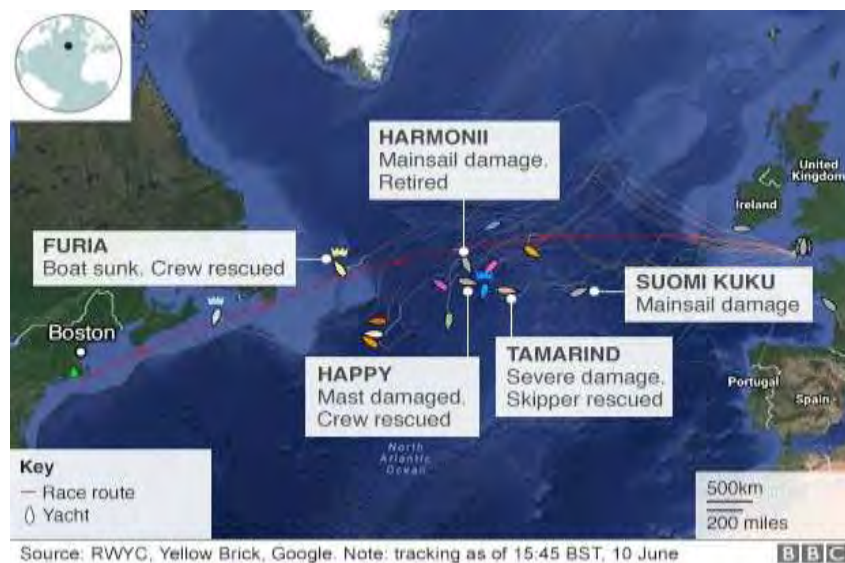 HARMONII
Mainsail damage,
Retired
United
Kingdom
Ireland
FURIA
Boat sunk, Crew rescued
SUOMI KUKU
Mainsail damage
Boston
HAPPY
Mast damaged,
Crew rescued
TAMARIND
Severe damage,
Skipper rescued
Portugal
Spain
North
Atlantic
Ocean
Key
Race route
Yacht
500km
200 miles
Source: RWYC, Yellow Brick, Google. Note: tracking as of 15:45 BST, 10 June
BBC